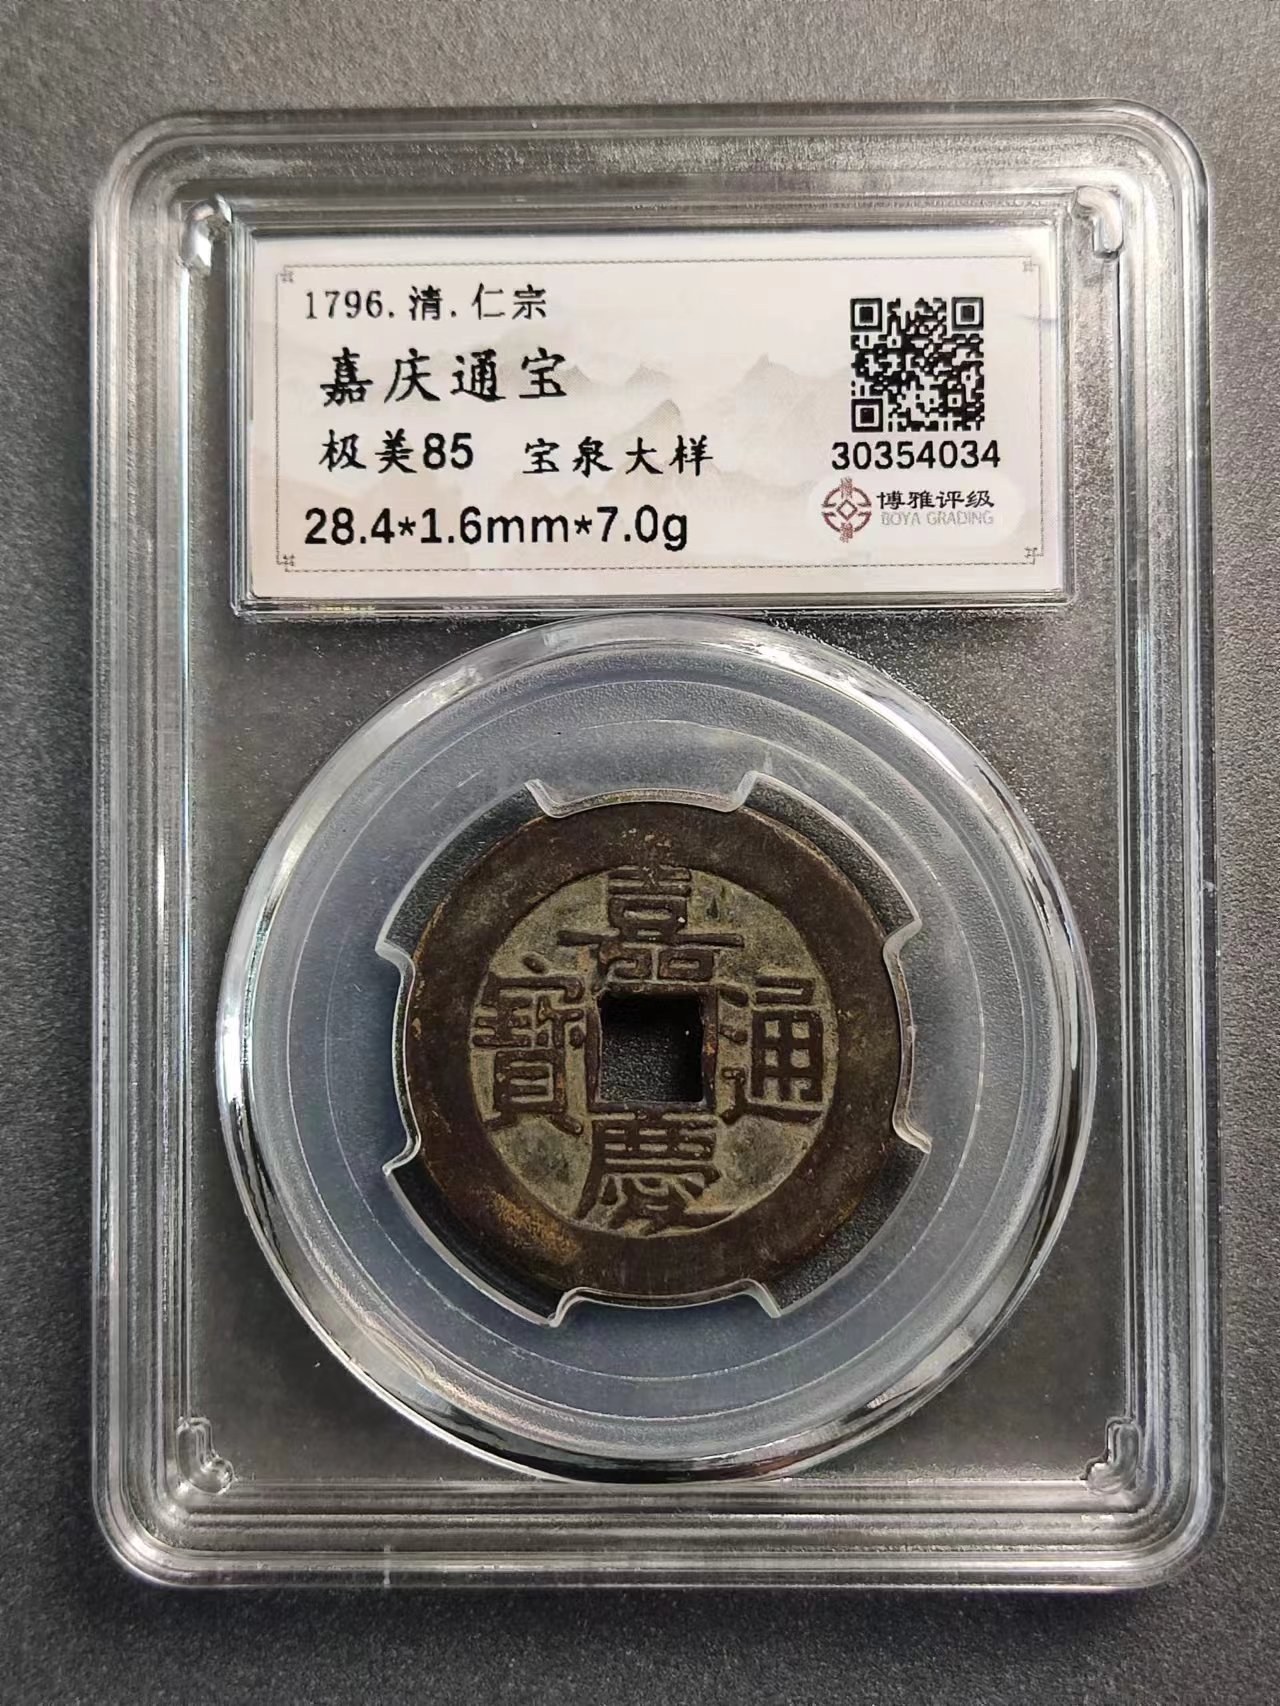 1796.清.仁宗
嘉庆通宝
极美85 宝泉大样
28.4*1.6mm*7.0g
30354034
博雅评级
BOYA GRADING
嘉
慶
通
寶